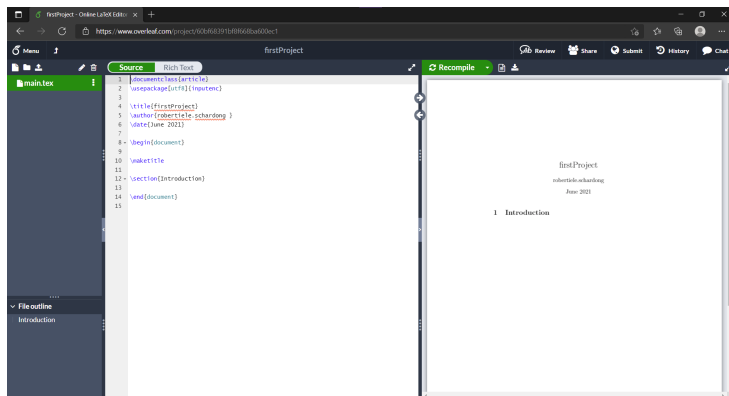 firstProject - Online LaTeX Editor
https://www.overleaf.com/project/60bf68391bf8f668ba600ec1
Menu
firstProject
Review
Share
Submit
History
Chat
main.tex
Source
Rich Text
Recompile
1 \documentclass{article}
2 \usepackage[utf8]{inputenc}
3
4 \title{firstProject}
5 \author{robertiele.schardong }
6 \date{June 2021}
7
8 \begin{document}
9
10 \maketitle
11
12 \section{Introduction}
13
14 \end{document}
15
File outline
Introduction
firstProject
robertiele.schardong
June 2021
1 Introduction